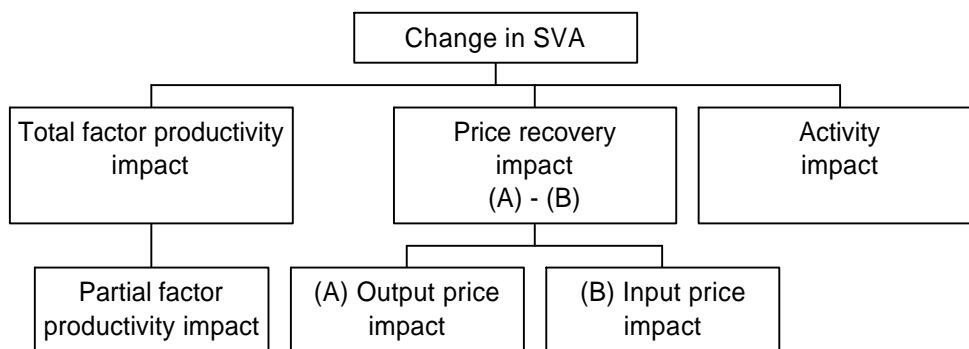 Change in SVA
Total factor productivity
impact
Price recovery
impact
(A) - (B)
Activity
impact
Partial factor
productivity impact
(A) Output price
impact
(B) Input price
impact